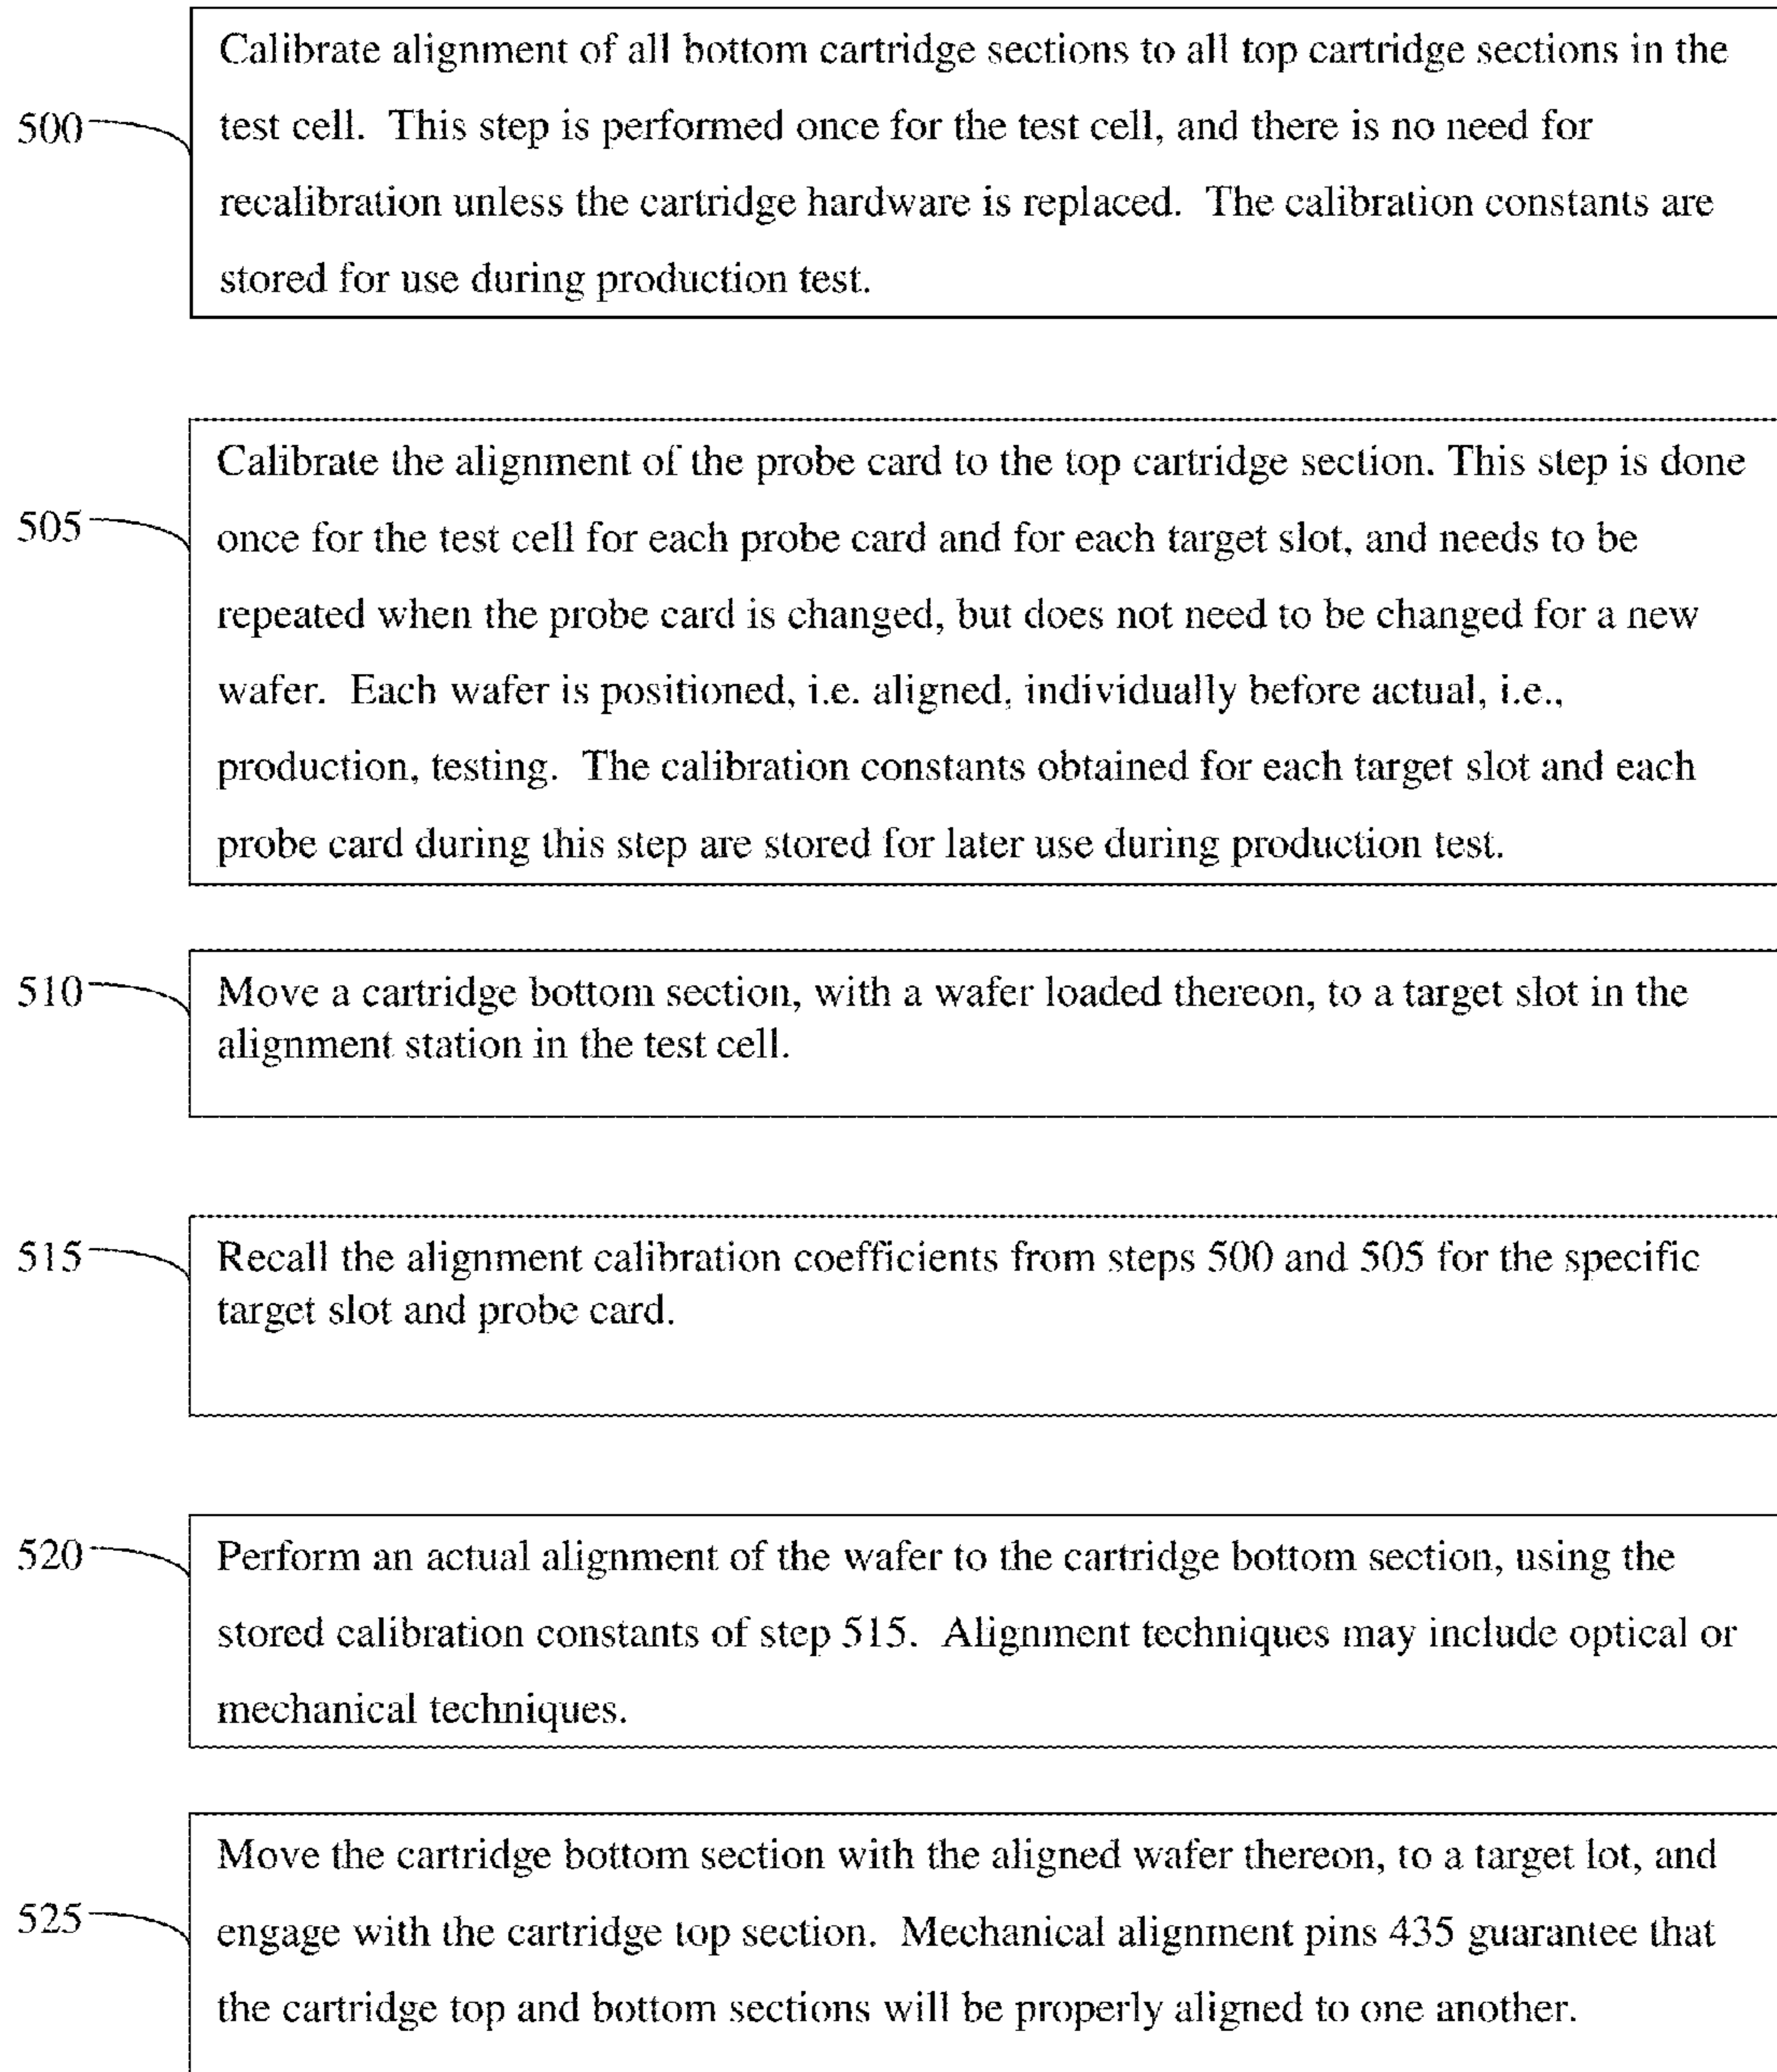 Calibrate alignment of all bottom cartridge sections to all top cartridge sections in the
500
test cell. This step is performed once for the test cell, and there is no need for
recalibration unless the cartridge hardware is replaced. The calibration constants are
stored for use during production test.
Calibrate the alignment of the probe card to the top cartridge section. This step is done
505
once for the test cell for each probe card and for each target slot, and needs to be
repeated when the probe card is changed, but does not need to be changed for a new
wafer. Each wafer is positioned, i.e. aligned, individually before actual, i.e.,
production, testing. The calibration constants obtained for each target slot and each
probe card during this step are stored for later use during production test.
510
Move a cartridge bottom section, with a wafer loaded thereon, to a target slot in the
alignment station in the test cell.
515
Recall the alignment calibration coefficients from steps 500 and 505 for the specific
target slot and probe card.
520
Perform an actual alignment of the wafer to the cartridge bottom section, using the
stored calibration constants of step 515. Alignment techniques may include optical or
mechanical techniques.
Move the cartridge bottom section with the aligned wafer thereon, to a target lot, and
525
engage with the cartridge top section. Mechanical alignment pins 435 guarantee that
the cartridge top and bottom sections will be properly aligned to one another.